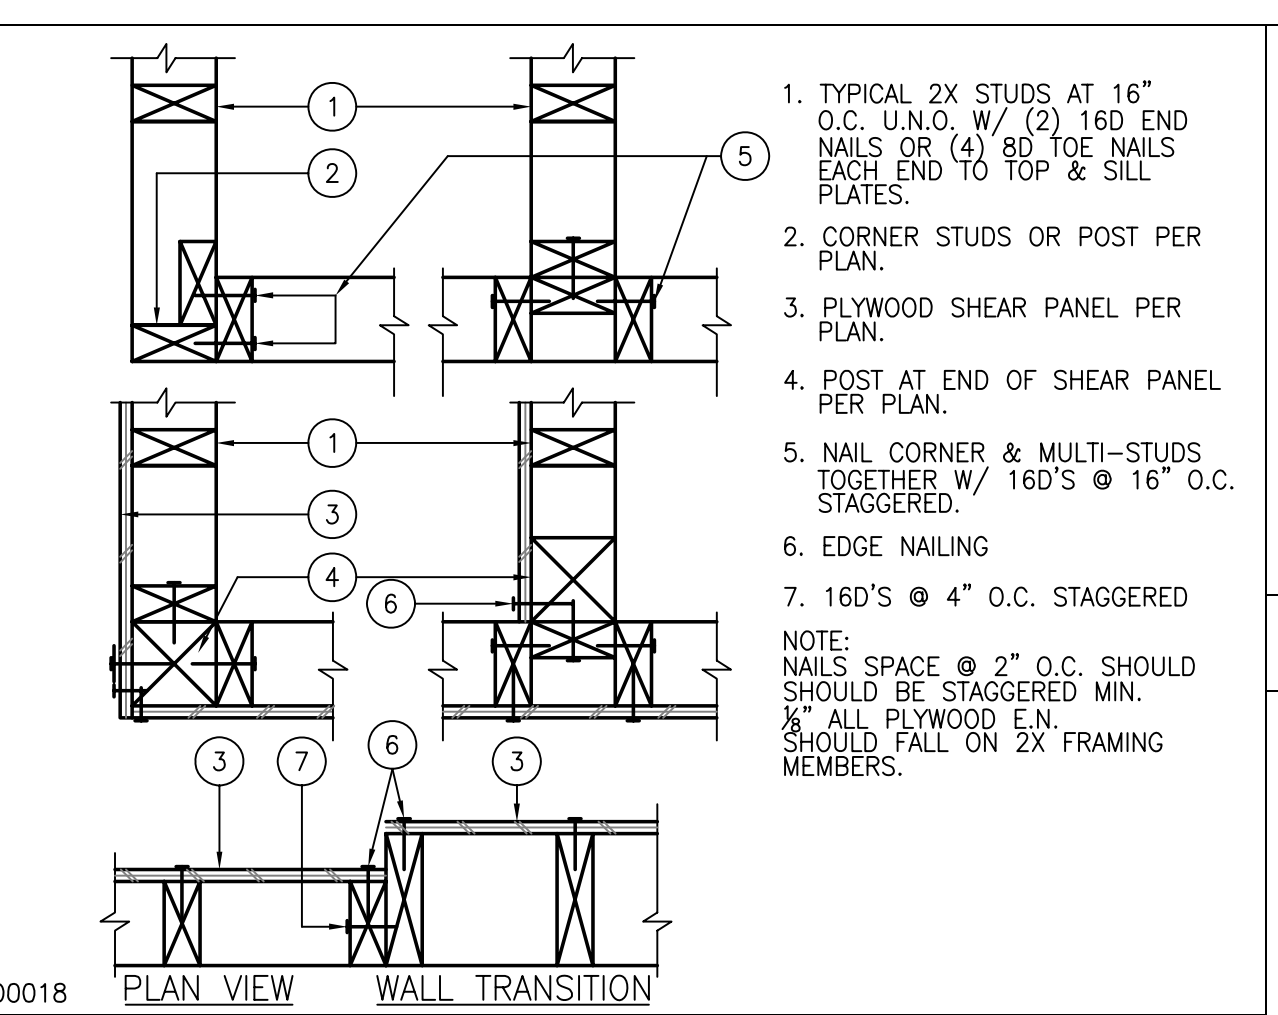 1
2
5
1
3
4
6
3
7
6
3
1. TYPICAL 2X STUDS AT 16”
O.C. U.N.O. W/ (2) 16D END
NAILS OR (4) 8D TOE NAILS
EACH END TO TOP & SILL
PLATES.
2. CORNER STUDS OR POST PER
PLAN.
3. PLYWOOD SHEAR PANEL PER
PLAN.
4. POST AT END OF SHEAR PANEL
PER PLAN.
5. NAIL CORNER & MULTI-STUDS
TOGETHER W/ 16D'S @ 16” O.C.
STAGGERED.
6. EDGE NAILING
7. 16D'S @ 4” O.C. STAGGERED
NOTE:
NAILS SPACE @ 2” O.C. SHOULD
SHOULD BE STAGGERED MIN.
⅛” ALL PLYWOOD E.N.
SHOULD FALL ON 2X FRAMING
MEMBERS.
00018
PLAN VIEW
WALL TRANSITION